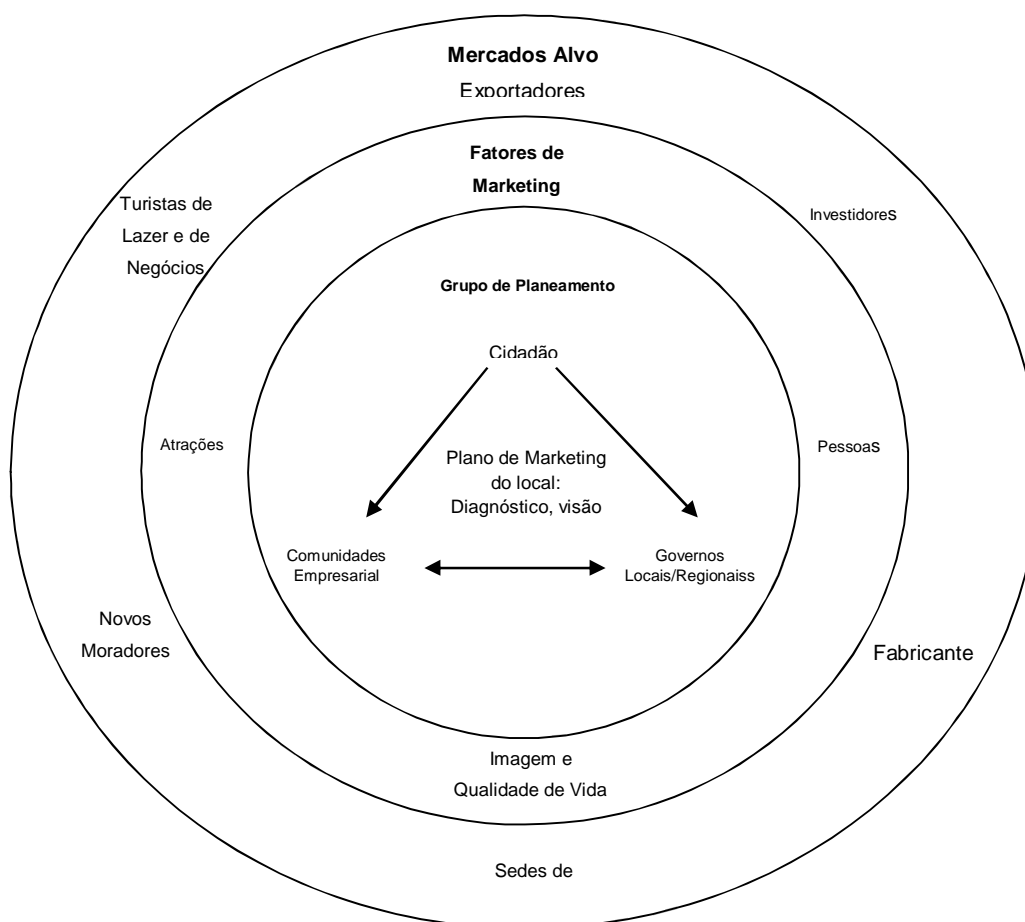 Mercados Alvo
Exportadores
Fatores de
Marketing
Turistas de
Lazer e de
Negócios
Investidores
Grupo de Planeamento
Cidadão
Atrações
Pessoas
Plano de Marketing
do local:
Diagnóstico, visão
Comunidades
Empresarial
Governos
Locais/Regionaiss
Novos
Moradores
Fabricante
Imagem e
Qualidade de Vida
Sedes de